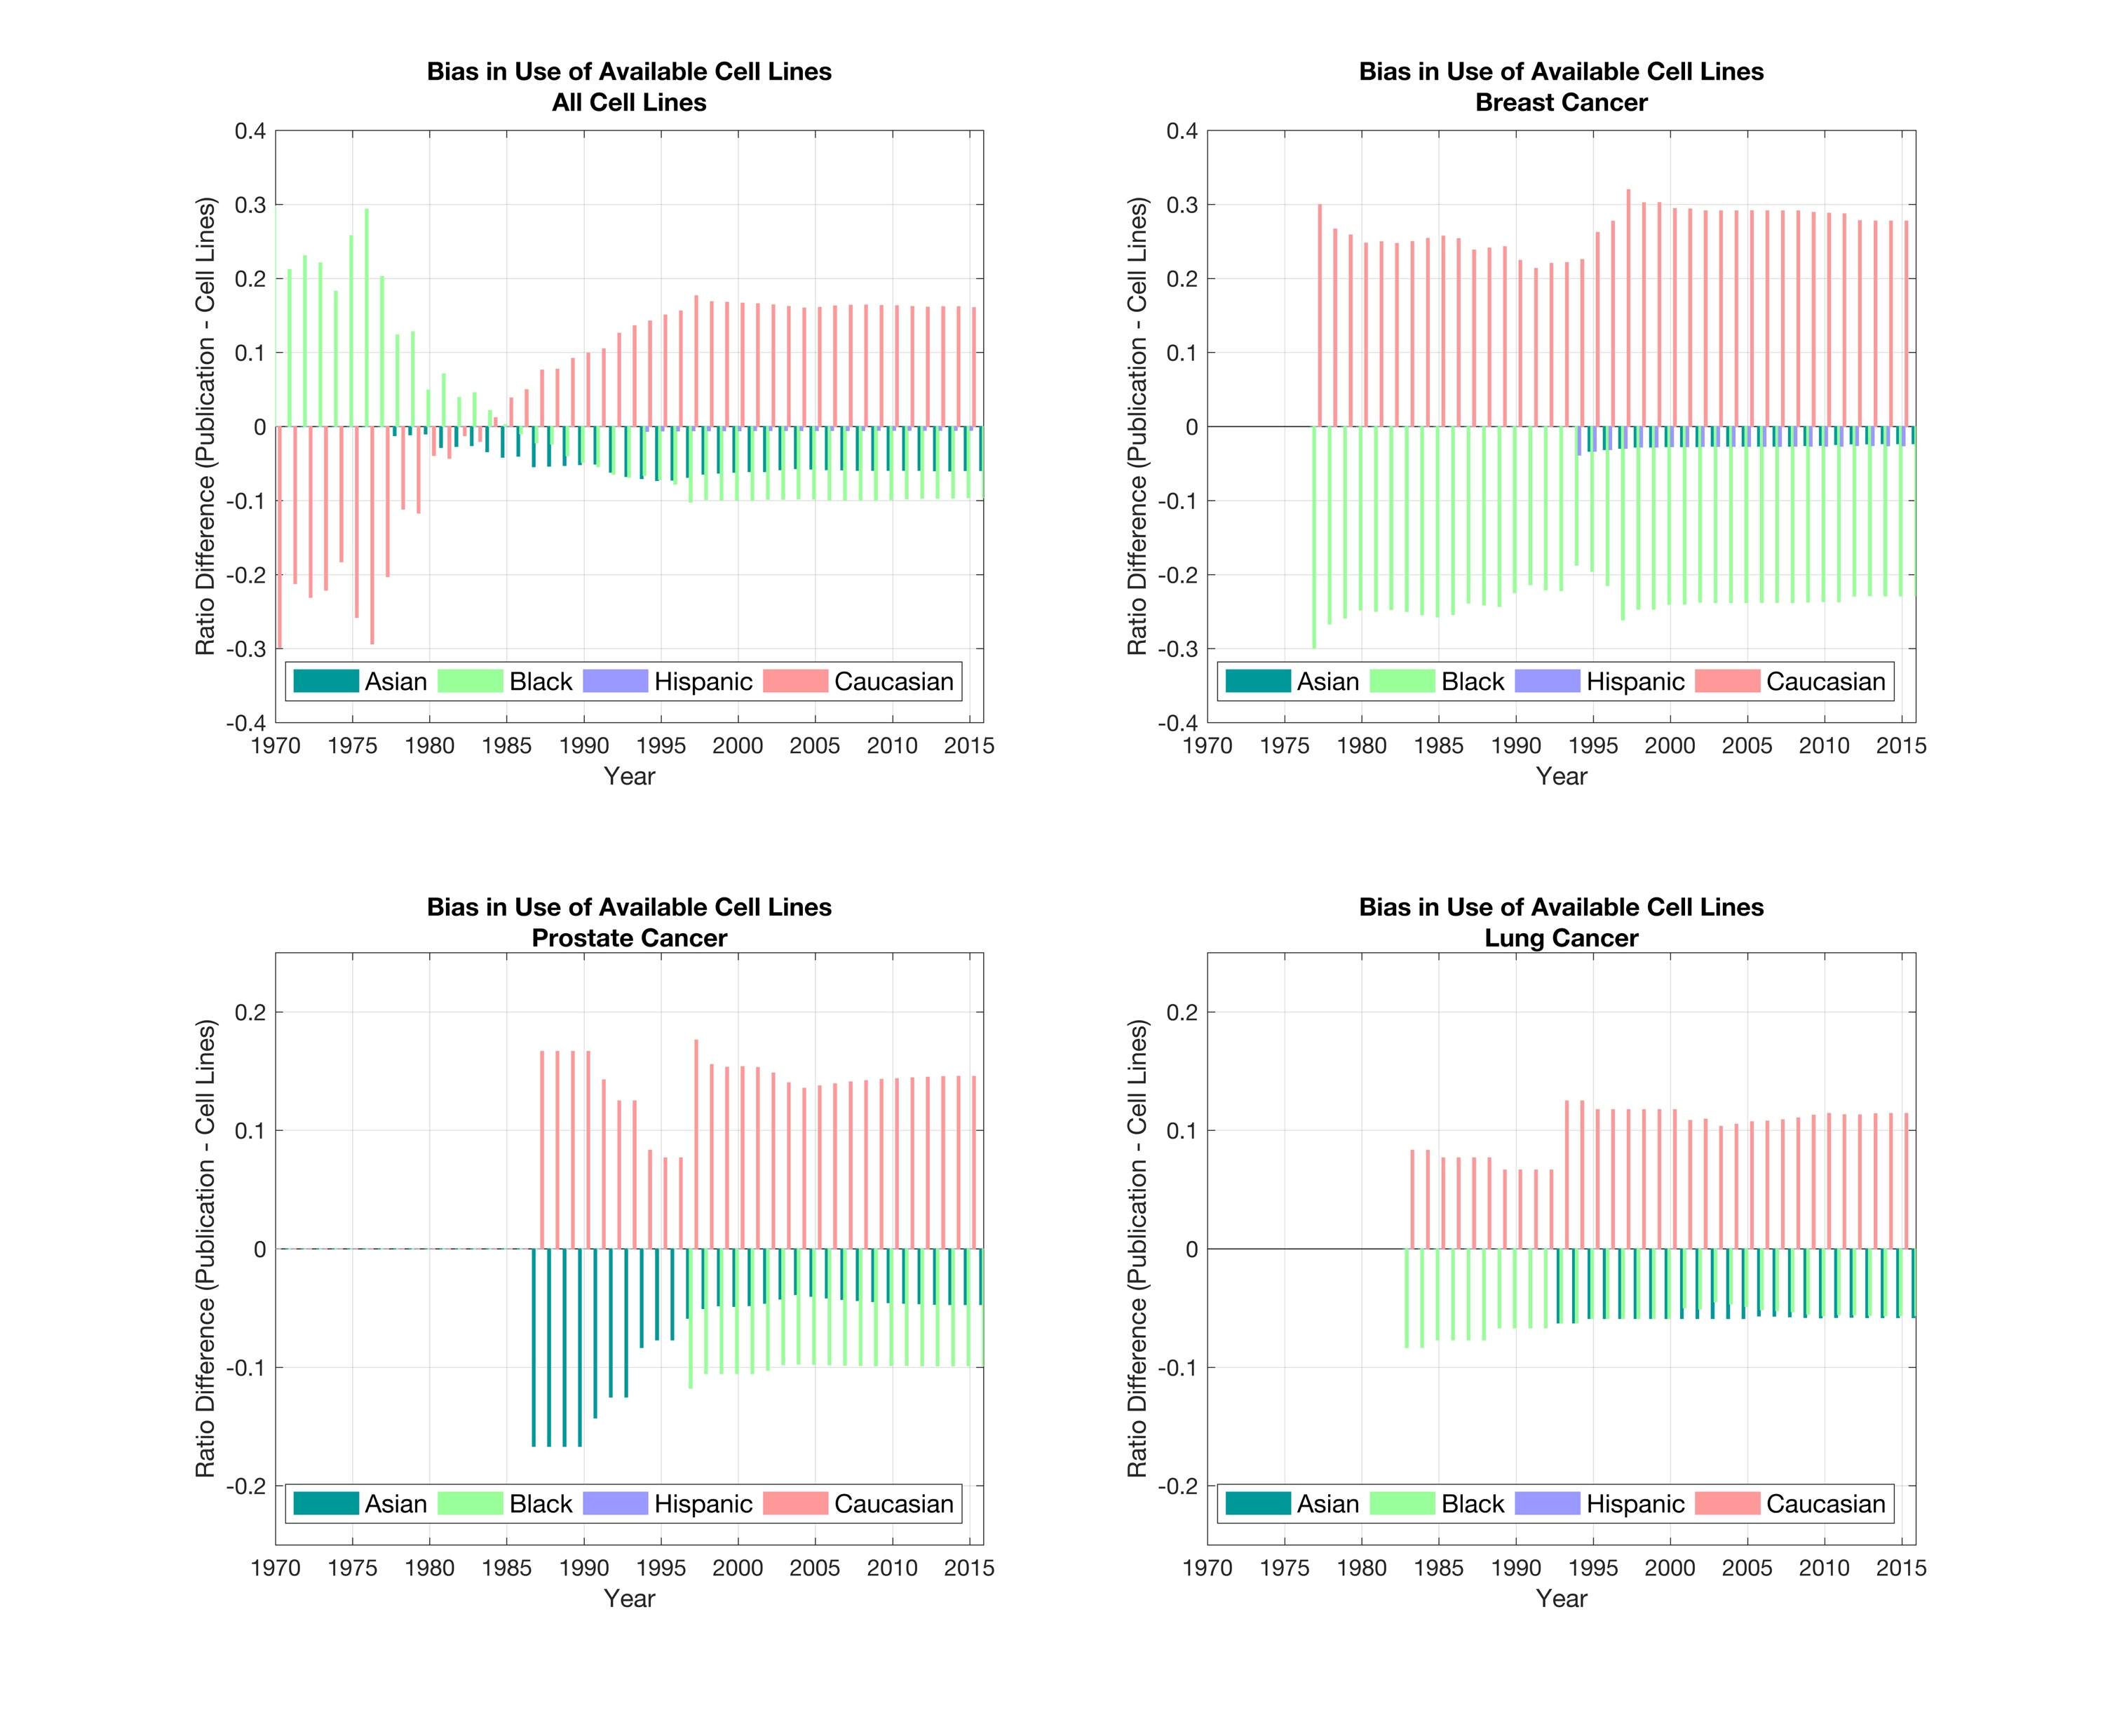 Bias in Use of Available Cell Lines
All Cell Lines
Ratio Difference (Publication - Cell Lines)
0.4
0.3
0.2
0.1
0
-0.1
-0.2
-0.3
-0.4
Asian Black Hispanic Caucasian
1970 1975 1980 1985 1990 1995 2000 2005 2010 2015
Year
Bias in Use of Available Cell Lines
Breast Cancer
Ratio Difference (Publication - Cell Lines)
0.4
0.3
0.2
0.1
0
-0.1
-0.2
-0.3
-0.4
Asian Black Hispanic Caucasian
1970 1975 1980 1985 1990 1995 2000 2005 2010 2015
Year
Bias in Use of Available Cell Lines
Prostate Cancer
Ratio Difference (Publication - Cell Lines)
0.2
0.1
0
-0.1
-0.2
Asian Black Hispanic Caucasian
1970 1975 1980 1985 1990 1995 2000 2005 2010 2015
Year
Bias in Use of Available Cell Lines
Lung Cancer
Ratio Difference (Publication - Cell Lines)
0.2
0.1
0
-0.1
-0.2
Asian Black Hispanic Caucasian
1970 1975 1980 1985 1990 1995 2000 2005 2010 2015
Year